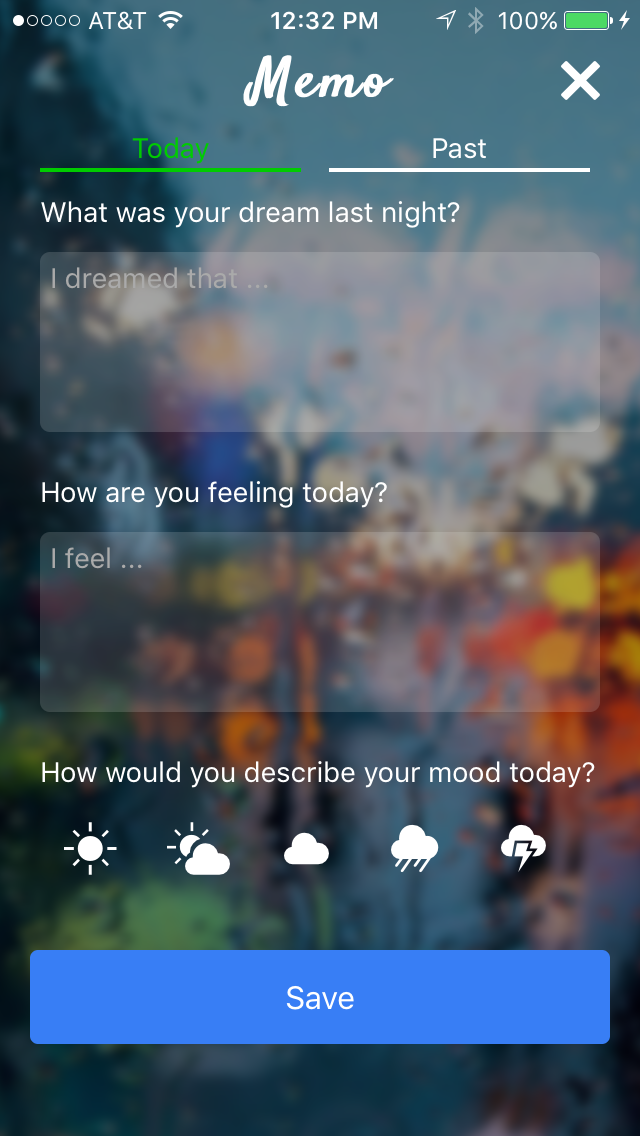 AT&T 12:32 PM 100%
Memo
Today Past
What was your dream last night?
I dreamed that ...
How are you feeling today?
I feel ...
How would you describe your mood today?
Save